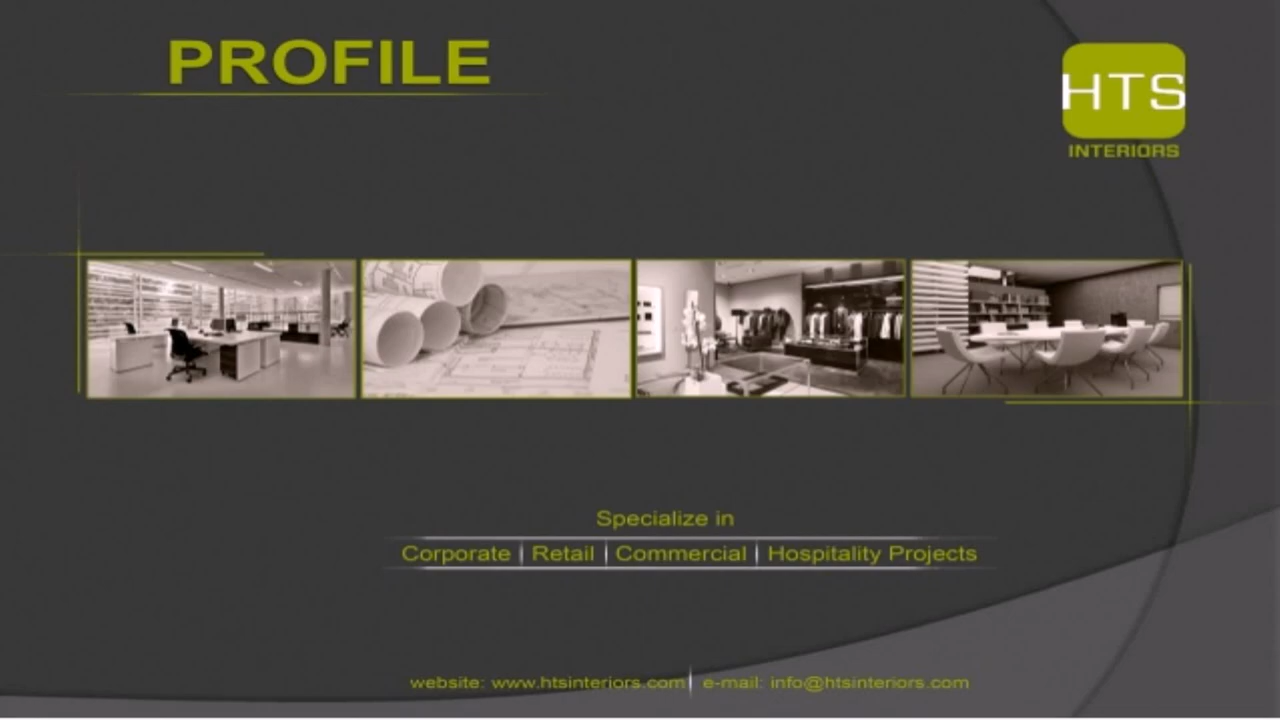 PROFILE
HTS
INTERIORS
Specialize in
Corporate | Retail | Commercial | Hospitality Projects
website: www.htsinteriors.com | e-mail: info@htsinteriors.com